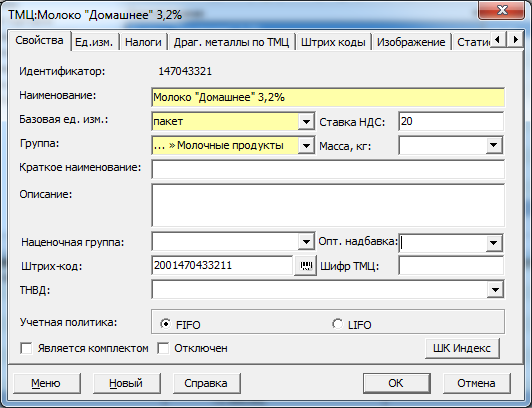 ТМЦ:Молоко "Домашнее" 3,2%
Свойства Ед.изм. Налоги Драг. металлы по ТМЦ Штрих коды Изображение Статис
Идентификатор: 147043321
Наименование: Молоко "Домашнее" 3,2%
Базовая ед. изм.: пакет Ставка НДС: 20
Группа: ... » Молочные продукты Масса, кг:
Краткое наименование:
Описание:
Наценочная группа: Опт. надбавка:
Штрих-код: 2001470433211 Шифр ТМЦ:
ТНВД:
Учетная политика: FIFO LIFO
Является комплектом Отключен ШК Индекс
Меню Новый Справка OK Отмена